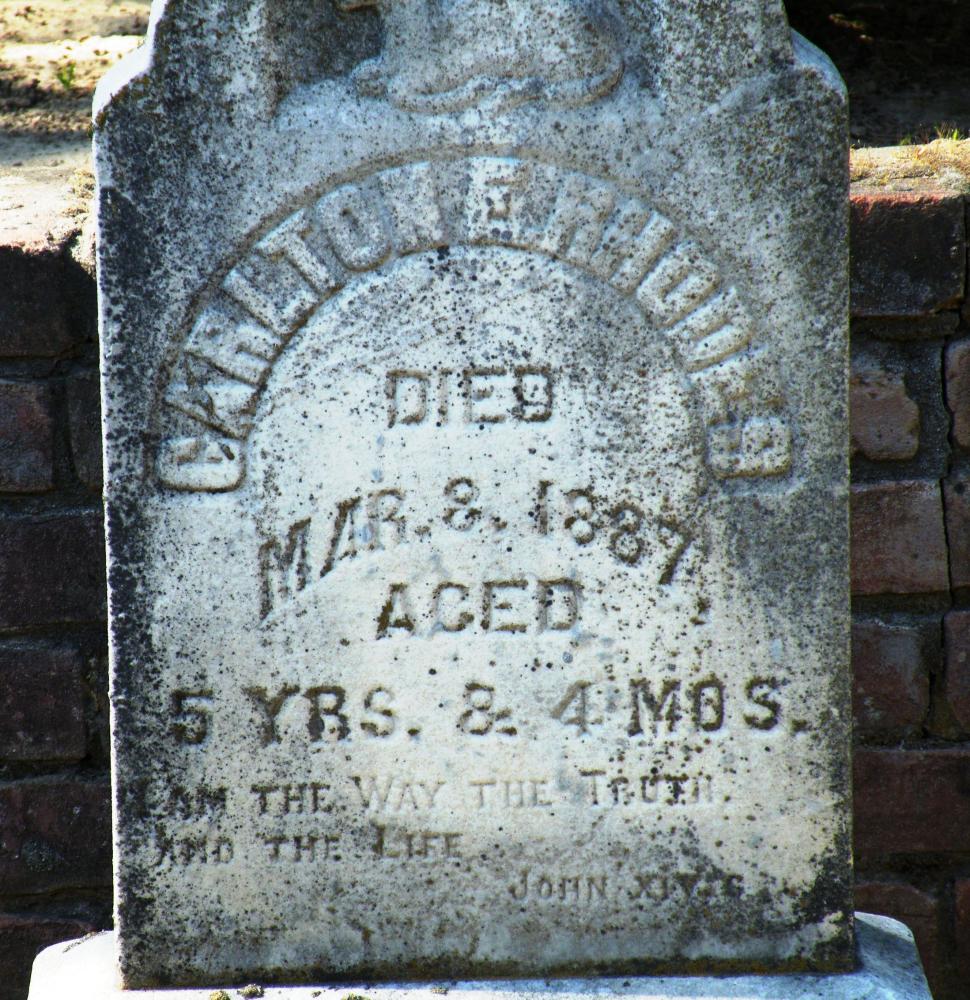 CARLTON E RHODES
DIED
MAR. 8. 1887.
AGED
5 YRS. & 4 MOS.
I AM THE WAY THE TRUTH.
AND THE LIFE.
JOHN XIV.6.